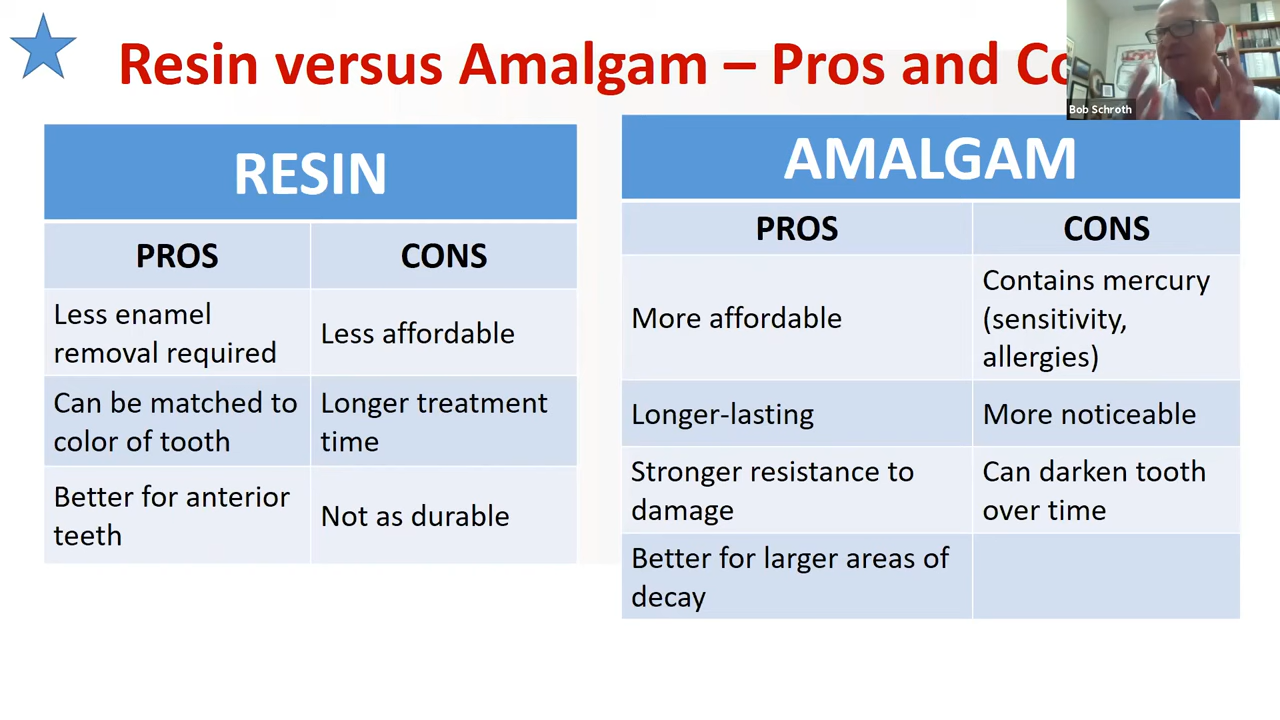 Resin versus Amalgam – Pros and Co
Bob Schroth
RESIN
PROS
CONS
Less enamel
removal required
Less affordable
Can be matched to
color of tooth
Longer treatment
time
Better for anterior
teeth
Not as durable
AMALGAM
PROS
CONS
More affordable
Contains mercury
(sensitivity,
allergies)
Longer-lasting
More noticeable
Stronger resistance to
damage
Can darken tooth
over time
Better for larger areas of
decay